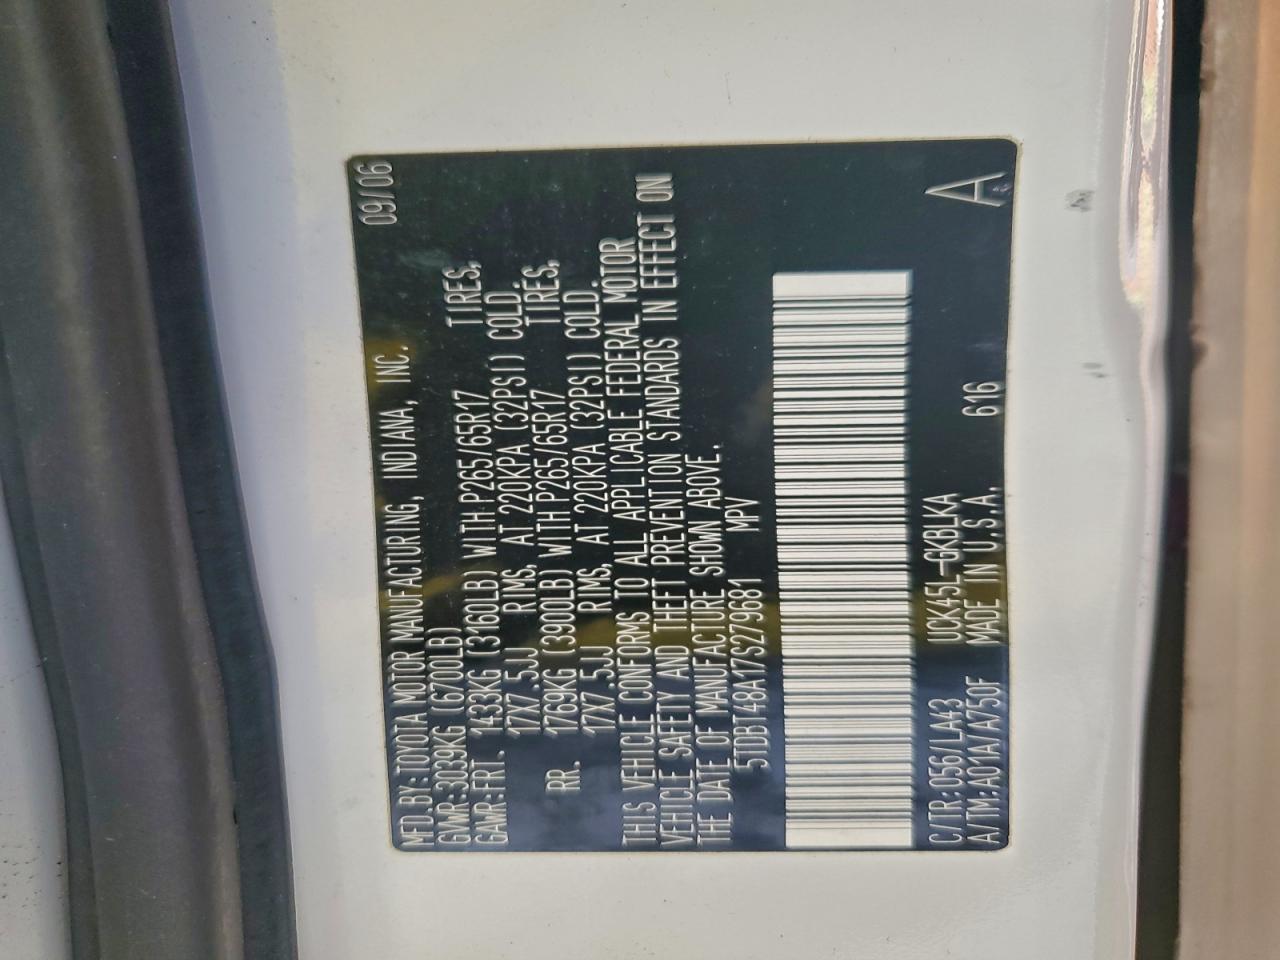 MFD.BY:TOYOTA MOTOR MANUFACTURING, INDIANA, INC. 09/06
GVWR:3039KG (6700LB)
GAWR:FRT. 1433KG (3160LB) WITH P265/65R17 TIRES,
17X7.5JJ RIMS, AT 220KPA (32PSI) COLD.
RR. 1769KG (3900LB) WITH P265/65R17 TIRES,
17X7.5JJ RIMS, AT 220KPA (32PSI) COLD.
THIS VEHICLE CONFORMS TO ALL APPLICABLE FEDERAL MOTOR
VEHICLE SAFETY AND THEFT PREVENTION STANDARDS IN EFFECT ON
THE DATE OF MANUFACTURE SHOWN ABOVE.
5TDBT48A17S279681 MPV
C/TR:056/LA43 UCK45L-GKBLKA
A/TM:A01A/A750F MADE IN U.S.A. 616 A